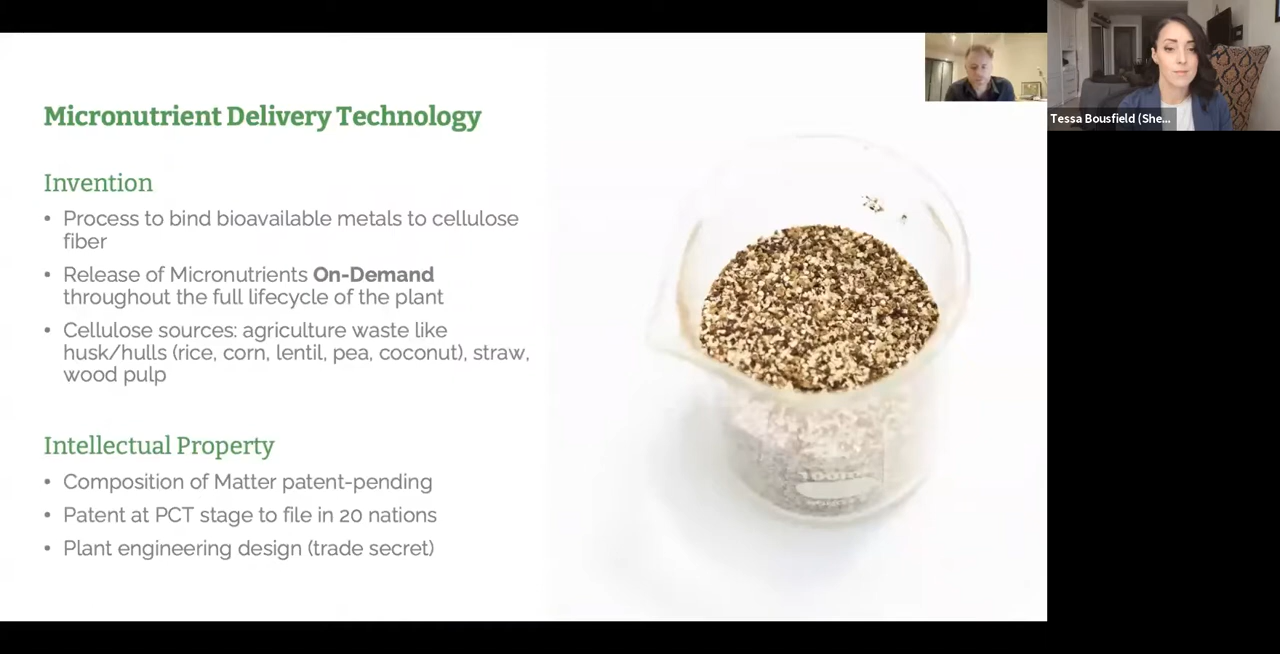 Micronutrient Delivery Technology
Invention
• Process to bind bioavailable metals to cellulose
fiber
• Release of Micronutrients On-Demand
throughout the full lifecycle of the plant
• Cellulose sources: agriculture waste like
husk/hulls (rice, corn, lentil, pea, coconut), straw,
wood pulp
Intellectual Property
• Composition of Matter patent-pending
• Patent at PCT stage to file in 20 nations
• Plant engineering design (trade secret)
Tessa Bousfield (She...